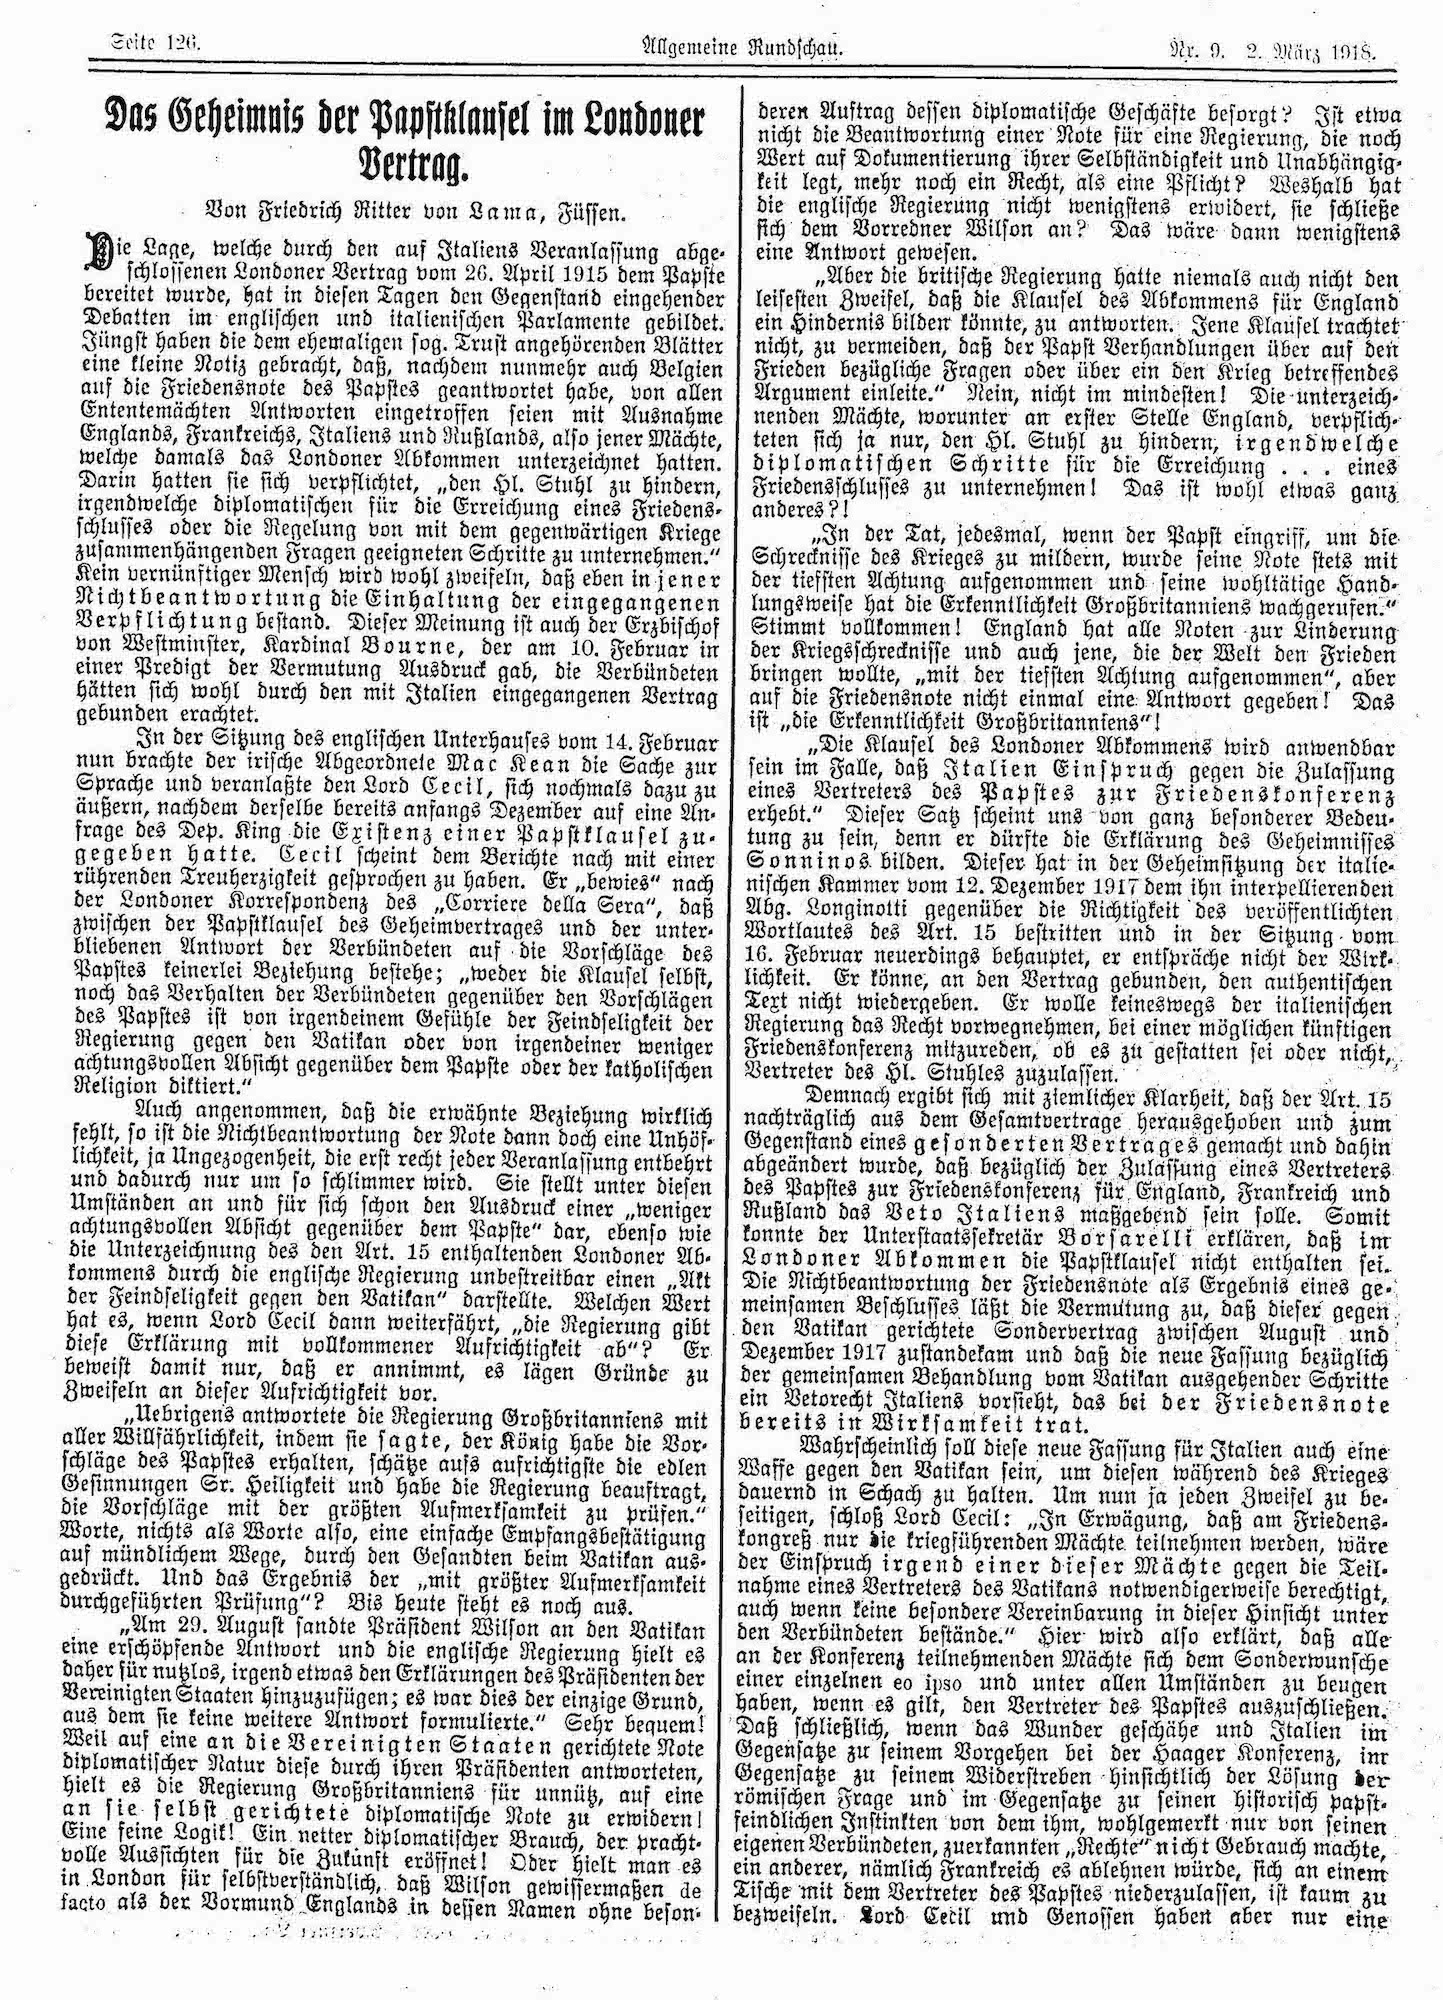 Seite 126.
Allgemeine Rundschau.
Nr. 9. 2. März 1918.
Das Geheimnis der Papstklausel im Londoner
Vertrag.
Von Friedrich Ritter von Lama, Füssen.
Die Lage, welche durch den auf Italiens Veranlassung abge-
schlossenen Londoner Vertrag vom 26. April 1915 dem Papste
bereitet wurde, hat in diesen Tagen den Gegenstand eingehender
Debatten im englischen und italienischen Parlamente gebildet.
Jüngst haben die dem ehemaligen sog. Trust angehörenden Blätter
eine kleine Notiz gebracht, daß, nachdem nunmehr auch Belgien
auf die Friedensnote des Papstes geantwortet habe, von allen
Ententemächten Antworten eingetroffen seien mit Ausnahme
Englands, Frankreichs, Italiens und Rußlands, also jener Mächte,
welche damals das Londoner Abkommen unterzeichnet hatten.
Darin hatten sie sich verpflichtet, „den Hl. Stuhl zu hindern,
irgendwelche diplomatischen für die Erreichung eines Friedens-
schlusses oder die Regelung von mit dem gegenwärtigen Kriege
zusammenhängenden Fragen geeigneten Schritte zu unternehmen.“
Kein vernünftiger Mensch wird wohl zweifeln, daß eben in jener
Nichtbeantwortung die Einhaltung der eingegangenen
Verpflichtung bestand. Dieser Meinung ist auch der Erzbischof
von Westminster, Kardinal Bourne, der am 10. Februar in
einer Predigt der Vermutung Ausdruck gab, die Verbündeten
hätten sich wohl durch den mit Italien eingegangenen Vertrag
gebunden erachtet.
In der Sitzung des englischen Unterhauses vom 14. Februar
nun brachte der irische Abgeordnete Mac Kean die Sache zur
Sprache und veranlaßte den Lord Cecil, sich nochmals dazu zu
äußern, nachdem derselbe bereits anfangs Dezember auf eine An-
frage des Dep. King die Existenz einer Papstklausel zu-
gegeben hatte. Cecil scheint dem Berichte nach mit einer
rührenden Treuherzigkeit gesprochen zu haben. Er „bewies“ nach
der Londoner Korrespondenz des „Corriere della Sera“, daß
zwischen der Papstklausel des Geheimvertrages und der unter-
bliebenen Antwort der Verbündeten auf die Vorschläge des
Papstes keinerlei Beziehung bestehe; „weder die Klausel selbst,
noch das Verhalten der Verbündeten gegenüber den Vorschlägen
des Papstes ist von irgendeinem Gefühle der Feindseligkeit der
Regierung gegen den Vatikan oder von irgendeiner weniger
achtungsvollen Absicht gegenüber dem Papste oder der katholischen
Religion diktiert.“
Auch angenommen, daß die erwähnte Beziehung wirklich
fehlt, so ist die Nichtbeantwortung der Note dann doch eine Unhöf-
lichkeit, ja Ungezogenheit, die erst recht jeder Veranlassung entbehrt
und dadurch nur um so schlimmer wird. Sie stellt unter diesen
Umständen an und für sich schon den Ausdruck einer „weniger
achtungsvollen Absicht gegenüber dem Papste“ dar, ebenso wie
die Unterzeichnung des den Art. 15 enthaltenden Londoner Ab-
kommens durch die englische Regierung unbestreitbar einen „Akt
der Feindseligkeit gegen den Vatikan“ darstellte. Welchen Wert
hat es, wenn Lord Cecil dann weiterfährt, „die Regierung gibt
diese Erklärung mit vollkommener Aufrichtigkeit ab“? Er
beweist damit nur, daß er annimmt, es lägen Gründe zu
Zweifeln an dieser Aufrichtigkeit vor.
„Uebrigens antwortete die Regierung Großbritanniens mit
aller Willfährlichkeit, indem sie sagte, der König habe die Vor-
schläge des Papstes erhalten, schätze aufs aufrichtigste die edlen
Gesinnungen Sr. Heiligkeit und habe die Regierung beauftragt,
die Vorschläge mit der größten Aufmerksamkeit zu prüfen.“
Worte, nichts als Worte also, eine einfache Empfangsbestätigung
auf mündlichem Wege, durch den Gesandten beim Vatikan aus-
gedrückt. Und das Ergebnis der „mit größter Aufmerksamkeit
durchgeführten Prüfung“? Bis heute steht es noch aus.
„Am 29. August sandte Präsident Wilson an den Vatikan
eine erschöpfende Antwort und die englische Regierung hielt es
daher für nutzlos, irgend etwas den Erklärungen des Präsidenten der
Vereinigten Staaten hinzuzufügen; es war dies der einzige Grund,
aus dem sie keine weitere Antwort formulierte.“ Sehr bequem!
Weil auf eine an die Vereinigten Staaten gerichtete Note
diplomatischer Natur diese durch ihren Präsidenten antworteten,
hielt es die Regierung Großbritanniens für unnütz, auf eine
an sie selbst gerichtete diplomatische Note zu erwidern!
Eine feine Logik! Ein netter diplomatischer Brauch, der pracht-
volle Aussichten für die Zukunft eröffnet! Oder hielt man es
in London für selbstverständlich, daß Wilson gewissermaßen de
facto als der Vormund Englands in dessen Namen ohne beson-
deren Auftrag dessen diplomatische Geschäfte besorgt? Ist etwa
nicht die Beantwortung einer Note für eine Regierung, die noch
Wert auf Dokumentierung ihrer Selbständigkeit und Unabhängig-
keit legt, mehr noch ein Recht, als eine Pflicht? Weshalb hat
die englische Regierung nicht wenigstens erwidert, sie schließe
sich dem Vorredner Wilson an? Das wäre dann wenigstens
eine Antwort gewesen.
„Aber die britische Regierung hatte niemals auch nicht den
leisesten Zweifel, daß die Klausel des Abkommens für England
ein Hindernis bilden könnte, zu antworten. Jene Klausel trachtet
nicht, zu vermeiden, daß der Papst Verhandlungen über auf den
Frieden bezügliche Fragen oder über ein den Krieg betreffendes
Argument einleite.“ Nein, nicht im mindesten! Die unterzeich-
nenden Mächte, worunter an erster Stelle England, verpflich-
teten sich ja nur, den Hl. Stuhl zu hindern, irgendwelche
diplomatischen Schritte für die Erreichung . . . eines
Friedensschlusses zu unternehmen! Das ist wohl etwas ganz
anderes?!
„In der Tat, jedesmal, wenn der Papst eingriff, um die
Schrecknisse des Krieges zu mildern, wurde seine Note stets mit
der tiefsten Achtung aufgenommen und seine wohltätige Hand-
lungsweise hat die Erkenntlichkeit Großbritanniens wachgerufen.“
Stimmt vollkommen! England hat alle Noten zur Linderung
der Kriegsschrecknisse und auch jene, die der Welt den Frieden
bringen wollte, „mit der tiefsten Achtung aufgenommen“, aber
auf die Friedensnote nicht einmal eine Antwort gegeben! Das
ist „die Erkenntlichkeit Großbritanniens“!
„Die Klausel des Londoner Abkommens wird anwendbar
sein im Falle, daß Italien Einspruch gegen die Zulassung
eines Vertreters des Papstes zur Friedenskonferenz
erhebt.“ Dieser Satz scheint uns von ganz besonderer Bedeu-
tung zu sein, denn er dürfte die Erklärung des Geheimnisses
Sonninos bilden. Dieser hat in der Geheimsitzung der italie-
nischen Kammer vom 12. Dezember 1917 dem ihn interpellierenden
Abg. Longinotti gegenüber die Richtigkeit des veröffentlichten
Wortlautes des Art. 15 bestritten und in der Sitzung vom
16. Februar neuerdings behauptet, er entspräche nicht der Wirk-
lichkeit. Er könne, an den Vertrag gebunden, den authentischen
Text nicht wiedergeben. Er wolle keineswegs der italienischen
Regierung das Recht vorwegnehmen, bei einer möglichen künftigen
Friedenskonferenz mitzureden, ob es zu gestatten sei oder nicht,
Vertreter des Hl. Stuhles zuzulassen.
Demnach ergibt sich mit ziemlicher Klarheit, daß der Art. 15
nachträglich aus dem Gesamtvertrage herausgehoben und zum
Gegenstand eines gesonderten Vertrages gemacht und dahin
abgeändert wurde, daß bezüglich der Zulassung eines Vertreters
des Papstes zur Friedenskonferenz für England, Frankreich und
Rußland das Veto Italiens maßgebend sein solle. Somit
konnte der Unterstaatssekretär Borsarelli erklären, daß im
Londoner Abkommen die Papstklausel nicht enthalten sei.
Die Nichtbeantwortung der Friedensnote als Ergebnis eines ge-
meinsamen Beschlusses läßt die Vermutung zu, daß dieser gegen
den Vatikan gerichtete Sondervertrag zwischen August und
Dezember 1917 zustandekam und daß die neue Fassung bezüglich
der gemeinsamen Behandlung vom Vatikan ausgehender Schritte
ein Vetorecht Italiens vorsieht, das bei der Friedensnote
bereits in Wirksamkeit trat.
Wahrscheinlich soll diese neue Fassung für Italien auch eine
Waffe gegen den Vatikan sein, um diesen während des Krieges
dauernd in Schach zu halten. Um nun ja jeden Zweifel zu be-
seitigen, schloß Lord Cecil: „In Erwägung, daß am Friedens-
kongreß nur die kriegführenden Mächte teilnehmen werden, wäre
der Einspruch irgend einer dieser Mächte gegen die Teil-
nahme eines Vertreters des Vatikans notwendigerweise berechtigt,
auch wenn keine besondere Vereinbarung in dieser Hinsicht unter
den Verbündeten bestände.“ Hier wird also erklärt, daß alle
an der Konferenz teilnehmenden Mächte sich dem Sonderwunsche
einer einzelnen eo ipso und unter allen Umständen zu beugen
haben, wenn es gilt, den Vertreter des Papstes auszuschließen.
Daß schließlich, wenn das Wunder geschähe und Italien im
Gegensatze zu seinem Vorgehen bei der Haager Konferenz, im
Gegensatze zu seinem Widerstreben hinsichtlich der Lösung der
römischen Frage und im Gegensatze zu seinen historisch papst-
feindlichen Instinkten von dem ihm, wohlgemerkt nur von seinen
eigenen Verbündeten, zuerkannten „Rechte“ nicht Gebrauch machte,
ein anderer, nämlich Frankreich es ablehnen würde, sich an einem
Tische mit dem Vertreter des Papstes niederzulassen, ist kaum zu
bezweifeln. Lord Cecil und Genossen haben aber nur eine